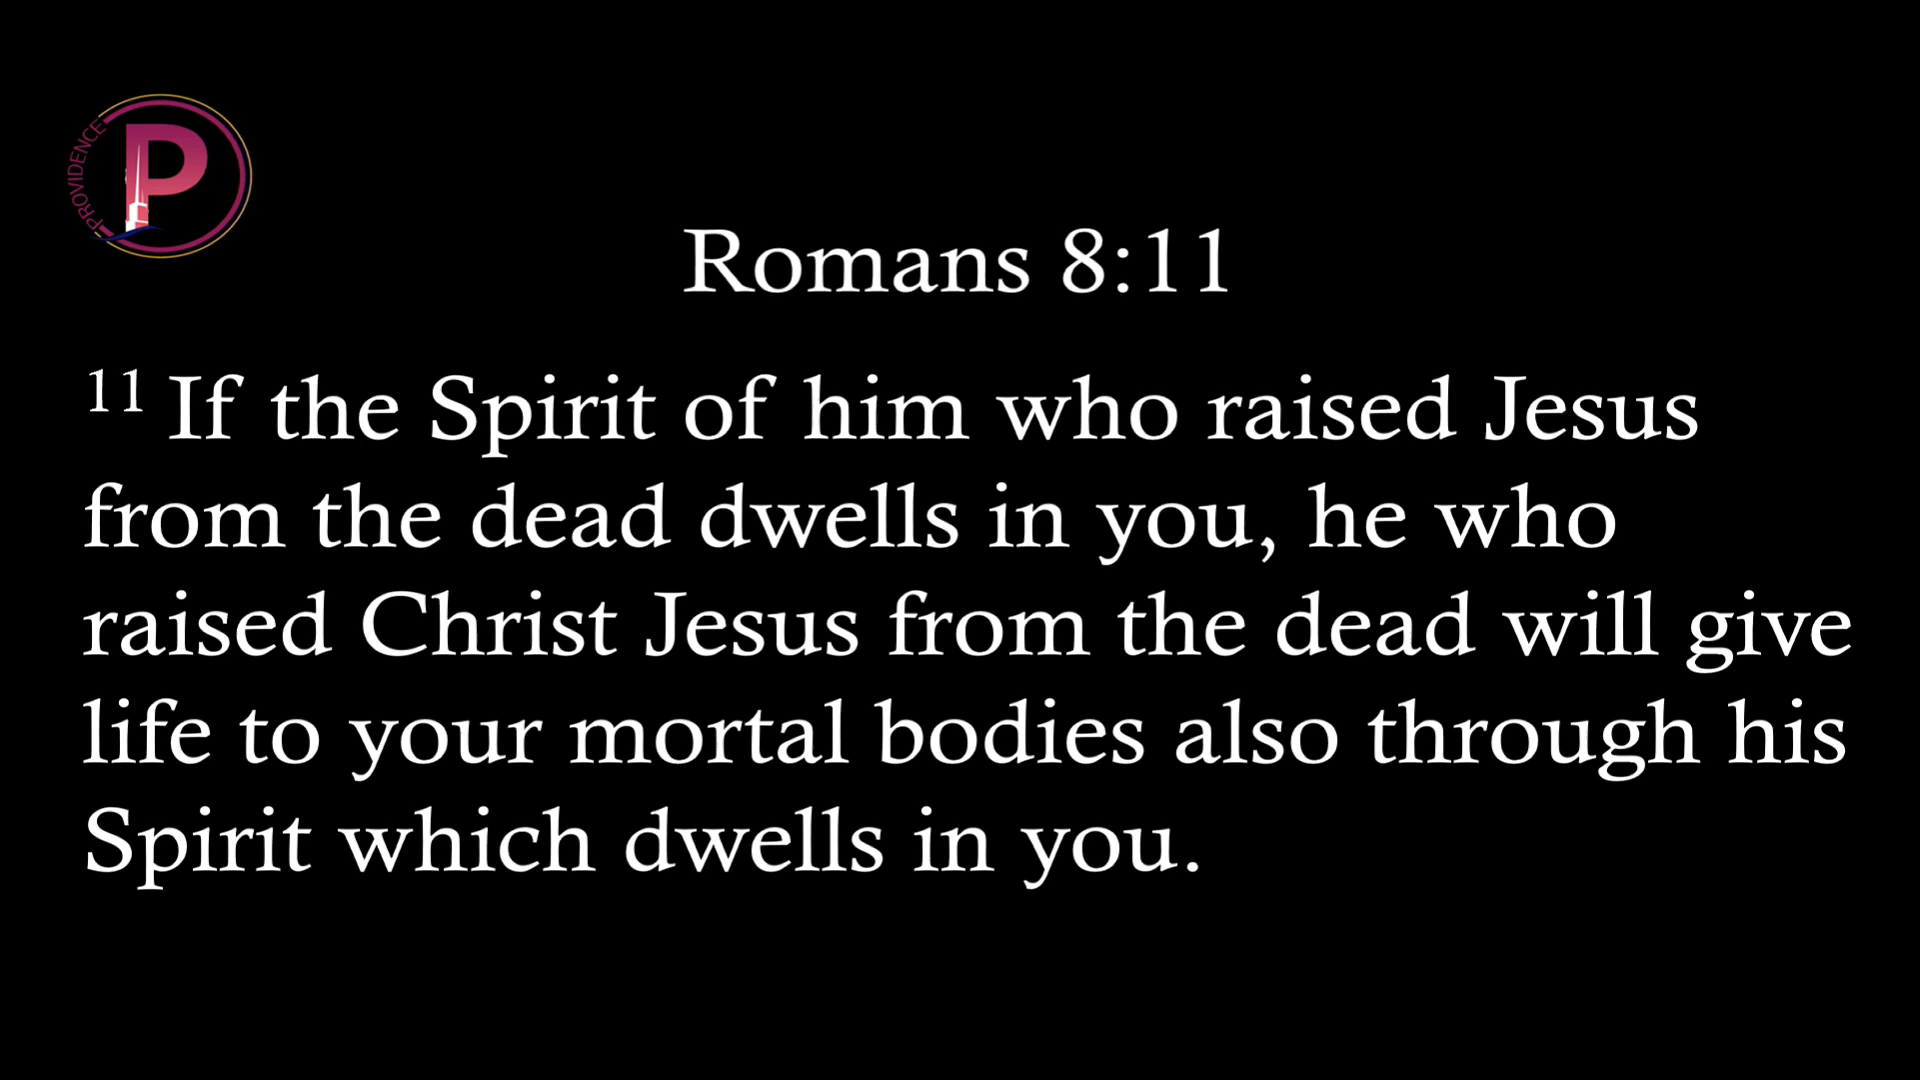 PROVIDENCE
P
Romans 8:11
11 If the Spirit of him who raised Jesus
from the dead dwells in you, he who
raised Christ Jesus from the dead will give
life to your mortal bodies also through his
Spirit which dwells in you.